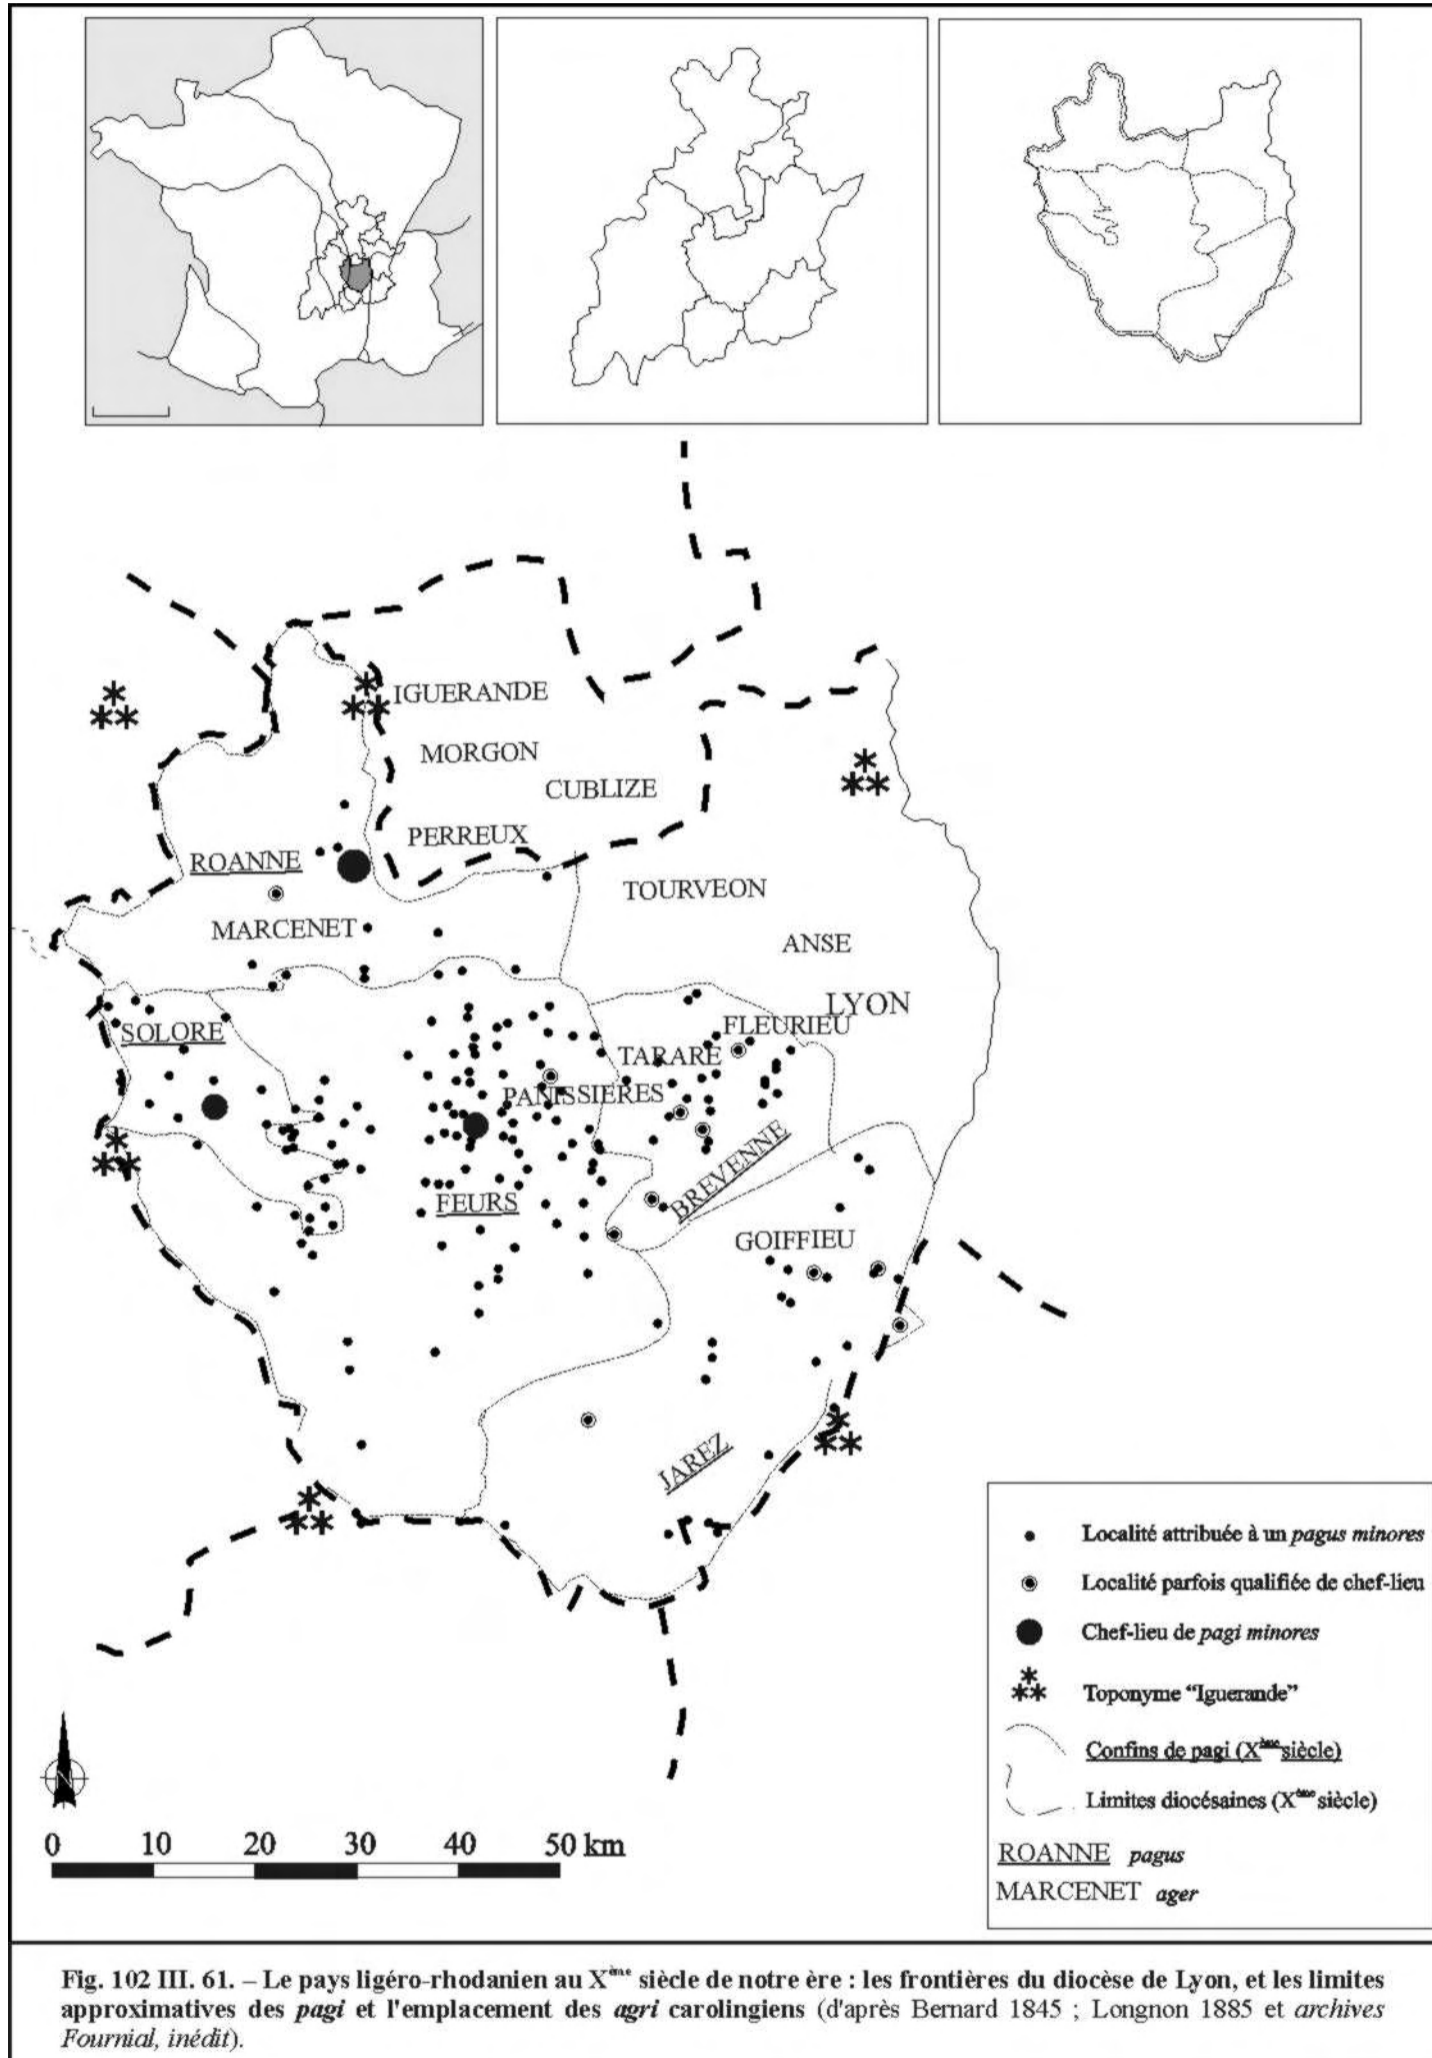 IGUERANDE
MORGON
CUBLIZE
PERREUX
ROANNE
TOURVEON
MARCENET
ANSE
LYON
SOLORE
FLEURIEU
TARARE
PANISSIERES
BREVENNE
FEURS
GOIFFIEU
JAREZ
Localité attribuée à un pagus minores
Localité parfois qualifiée de chef-lieu
Chef-lieu de pagi minores
Toponyme "Iguerande"
Confins de pagi (Xème siècle)
Limites diocésaines (Xème siècle)
ROANNE pagus
MARCENET ager
N
0 10 20 30 40 50 km
Fig. 102 III. 61. – Le pays ligéro-rhodanien au Xème siècle de notre ère : les frontières du diocèse de Lyon, et les limites
approximatives des pagi et l'emplacement des agri carolingiens (d'après Bernard 1845 ; Longnon 1885 et archives
Fournial, inédit).